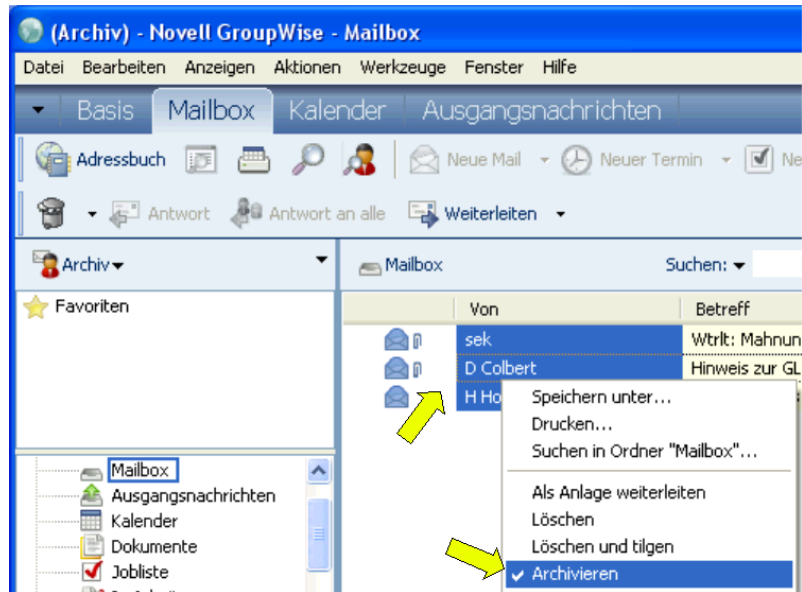 (Archiv) - Novell GroupWise - Mailbox
Datei Bearbeiten Anzeigen Aktionen Werkzeuge Fenster Hilfe
Basis Mailbox Kalender Ausgangsnachrichten
Adressbuch Neue Mail Neuer Termin
Antwort Antwort an alle Weiterleiten
Archiv Mailbox Suchen:
Favoriten
Von Betreff
sek Wtrlt: Mahnun
D Colbert Hinweis zur GL
H Ho
Speichern unter...
Drucken...
Suchen in Ordner "Mailbox"...
Als Anlage weiterleiten
Löschen
Löschen und tilgen
Archivieren
Mailbox
Ausgangsnachrichten
Kalender
Dokumente
Jobliste